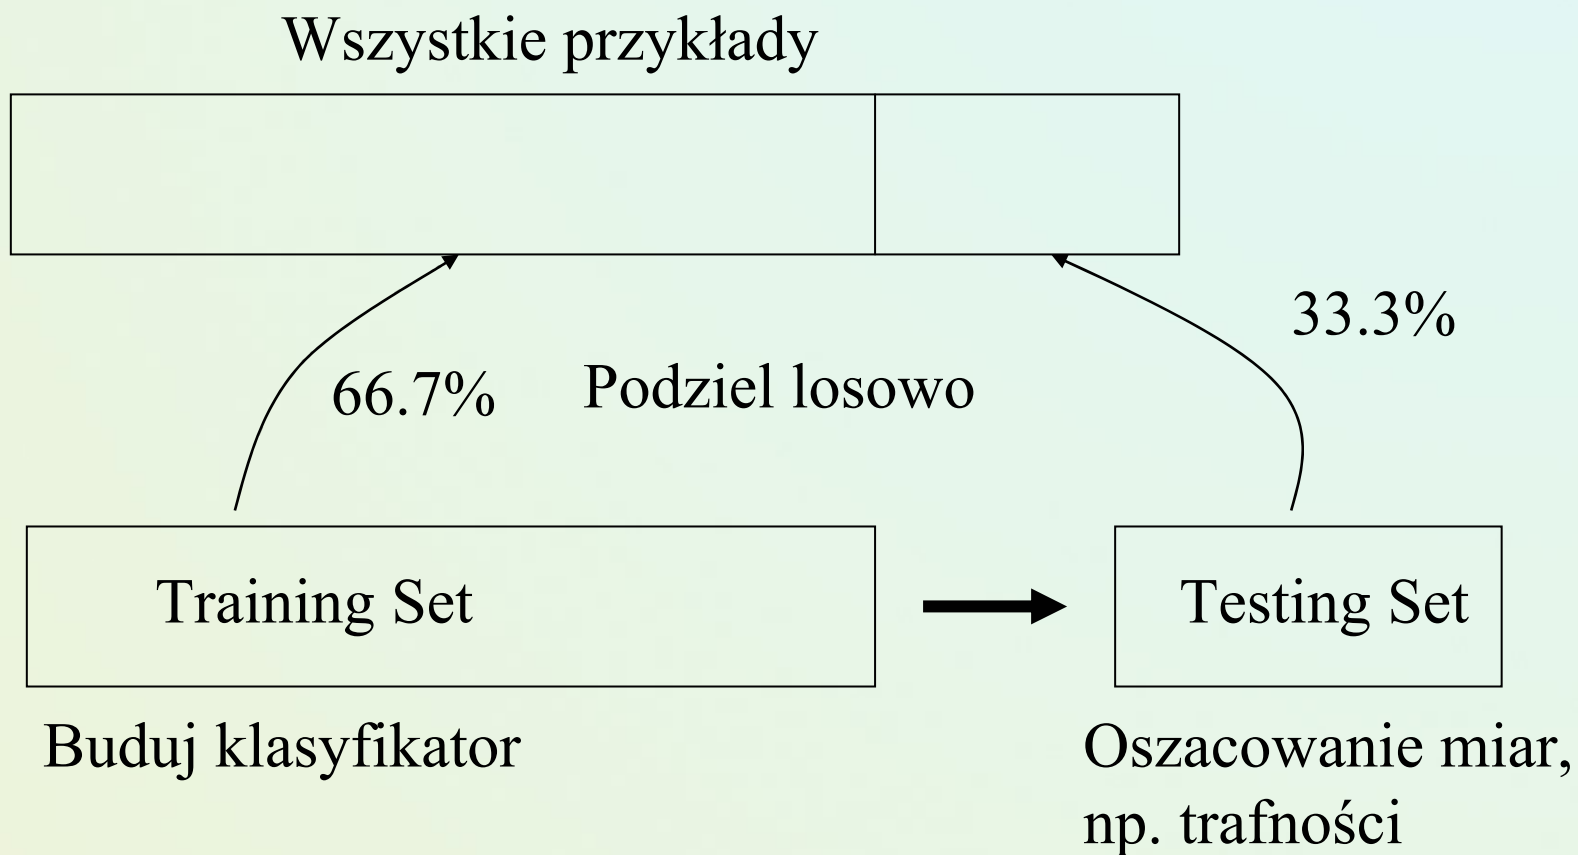 Wszystkie przykłady
33.3%
66.7%
Podziel losowo
Training Set
Testing Set
Buduj klasyfikator
Oszacowanie miar,
np. trafności